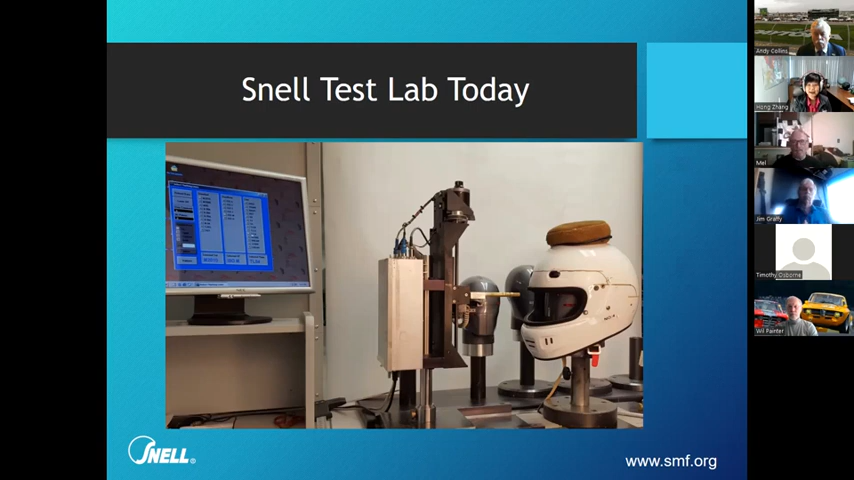 Snell Test Lab Today
SNELL®
www.smf.org
Andy Collins
Hong Zhang
Mel
Jim Graffy
Timothy Osborne
Wil Painter